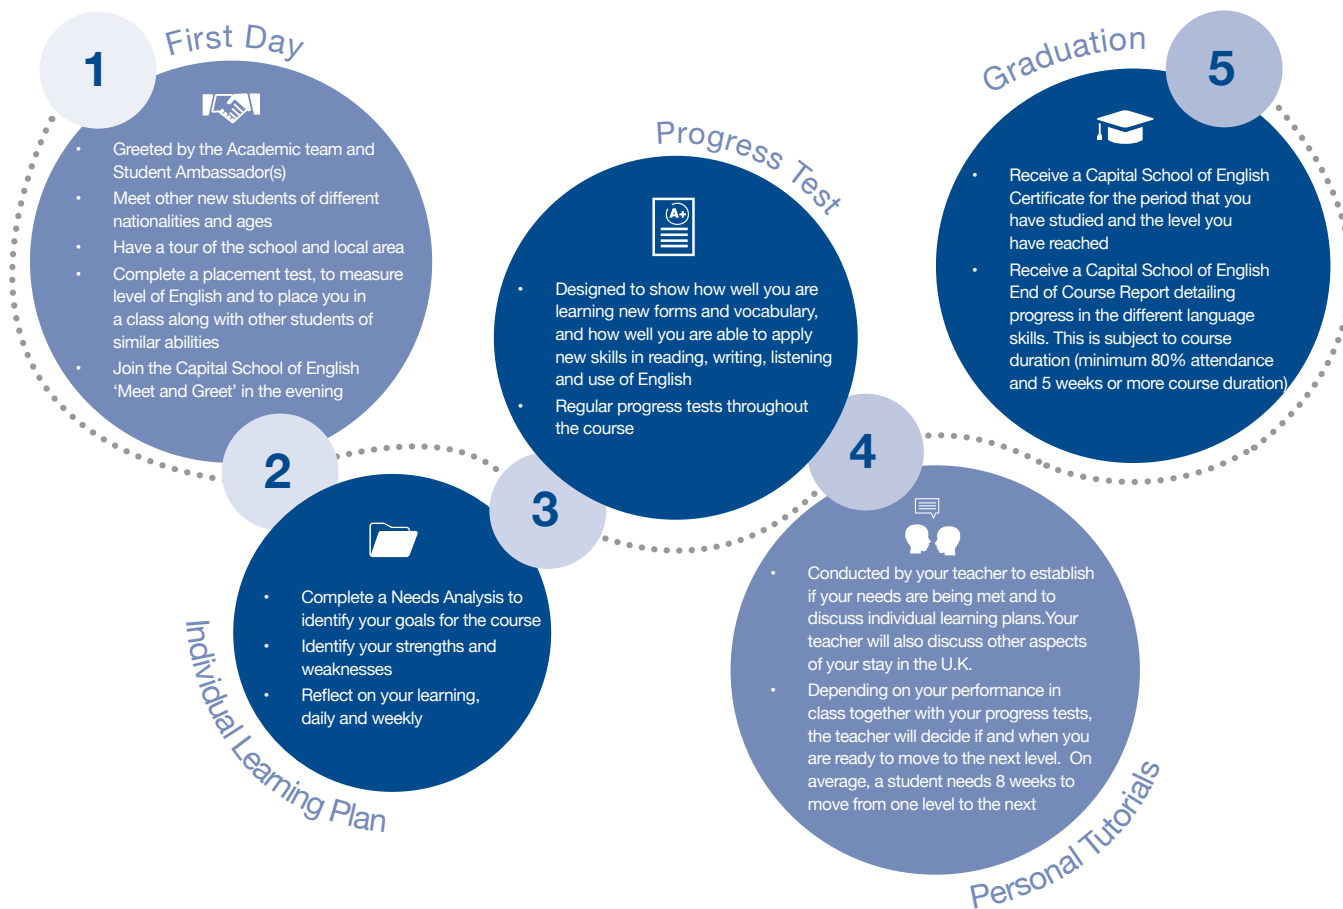 1
First Day
• Greeted by the Academic team and
Student Ambassador(s)
• Meet other new students of different
nationalities and ages
• Have a tour of the school and local area
• Complete a placement test, to measure
level of English and to place you in
a class along with other students of
similar abilities
• Join the Capital School of English
‘Meet and Greet’ in the evening
2
Individual Learning Plan
• Complete a Needs Analysis to
identify your goals for the course
• Identify your strengths and
weaknesses
• Reflect on your learning,
daily and weekly
3
Progress Test
A+
• Designed to show how well you are
learning new forms and vocabulary,
and how well you are able to apply
new skills in reading, writing, listening
and use of English
• Regular progress tests throughout
the course
4
Personal Tutorials
• Conducted by your teacher to establish
if your needs are being met and to
discuss individual learning plans.Your
teacher will also discuss other aspects
of your stay in the U.K.
• Depending on your performance in
class together with your progress tests,
the teacher will decide if and when you
are ready to move to the next level.  On
average, a student needs 8 weeks to
move from one level to the next
5
Graduation
• Receive a Capital School of English
Certificate for the period that you
have studied and the level you
have reached
• Receive a Capital School of English
End of Course Report detailing
progress in the different language
skills. This is subject to course
duration (minimum 80% attendance
and 5 weeks or more course duration)